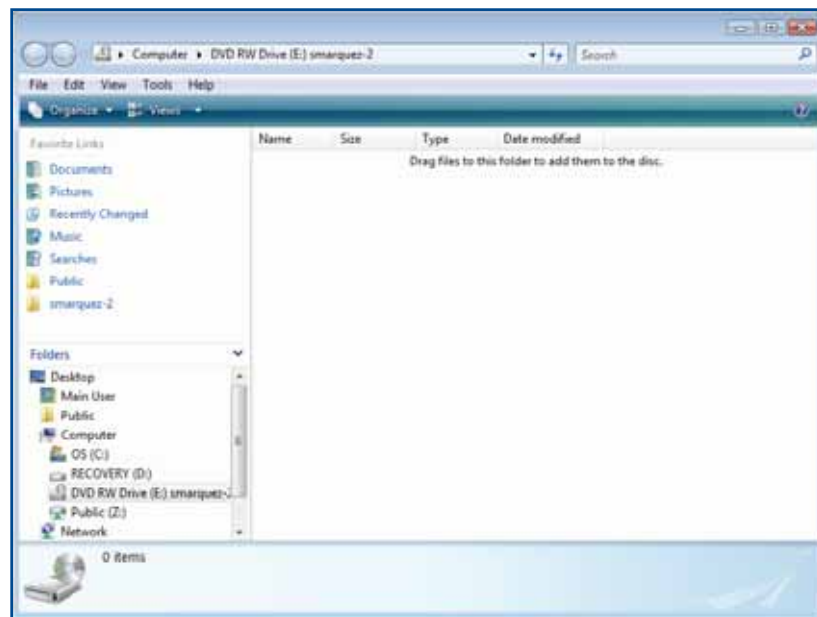 Computer ▸ DVD RW Drive (E:) smarquez-2 Search
File Edit View Tools Help
Organize Views
Favorite Links
Documents
Pictures
Recently Changed
Music
Searches
Public
smarquez-2
Folders
Desktop
Main User
Public
Computer
OS (C:)
RECOVERY (D:)
DVD RW Drive (E:) smarquez-2
Public (Z:)
Network
Name Size Type Date modified
Drag files to this folder to add them to the disc.
0 items